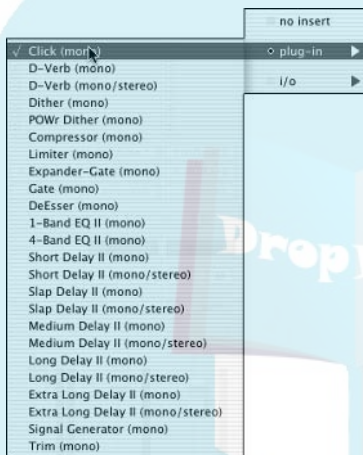 no insert
plug-in
i/o
√ Click (mono)
D-Verb (mono)
D-Verb (mono/stereo)
Dither (mono)
POWr Dither (mono)
Compressor (mono)
Limiter (mono)
Expander-Gate (mono)
Gate (mono)
DeEsser (mono)
1-Band EQ II (mono)
4-Band EQ II (mono)
Short Delay II (mono)
Short Delay II (mono/stereo)
Slap Delay II (mono)
Slap Delay II (mono/stereo)
Medium Delay II (mono)
Medium Delay II (mono/stereo)
Long Delay II (mono)
Long Delay II (mono/stereo)
Extra Long Delay II (mono)
Extra Long Delay II (mono/stereo)
Signal Generator (mono)
Trim (mono)